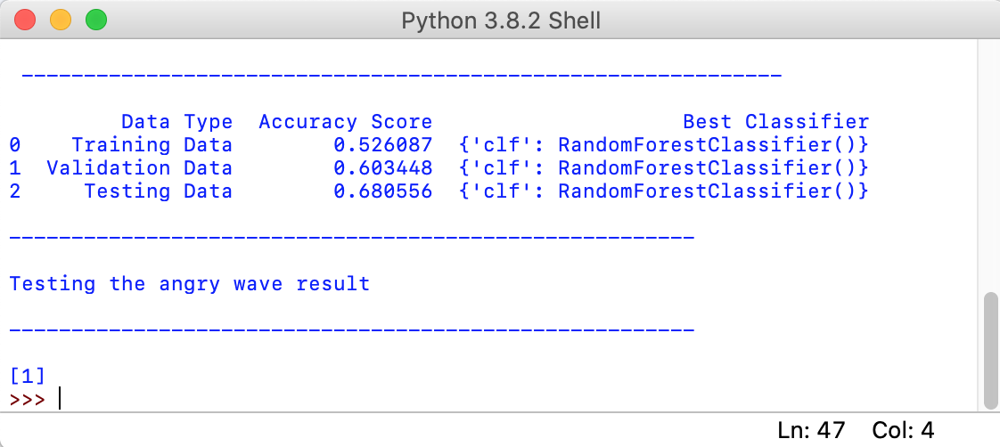 Python 3.8.2 Shell
-------------------------------------------------------------
Data Type  Accuracy Score                    Best Classifier
0    Training Data        0.526087  {'clf': RandomForestClassifier()}
1  Validation Data        0.603448  {'clf': RandomForestClassifier()}
2     Testing Data        0.680556  {'clf': RandomForestClassifier()}
-------------------------------------------------------
Testing the angry wave result
-------------------------------------------------------
[1]
>>>
Ln: 47  Col: 4